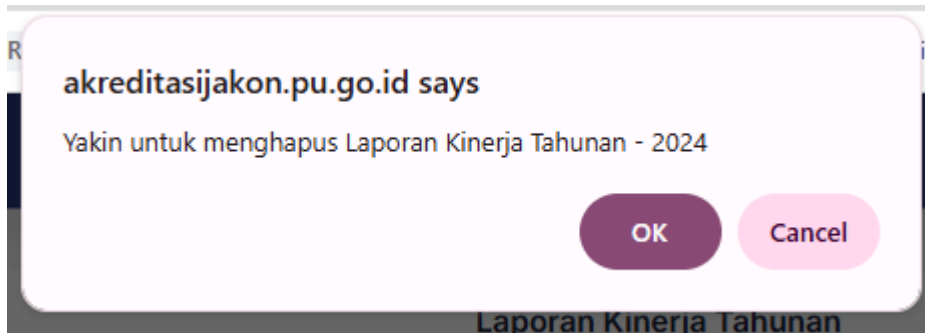 R
akreditasijakon.pu.go.id says
Yakin untuk menghapus Laporan Kinerja Tahunan - 2024
OK Cancel
Laporan Kinerja Tahunan